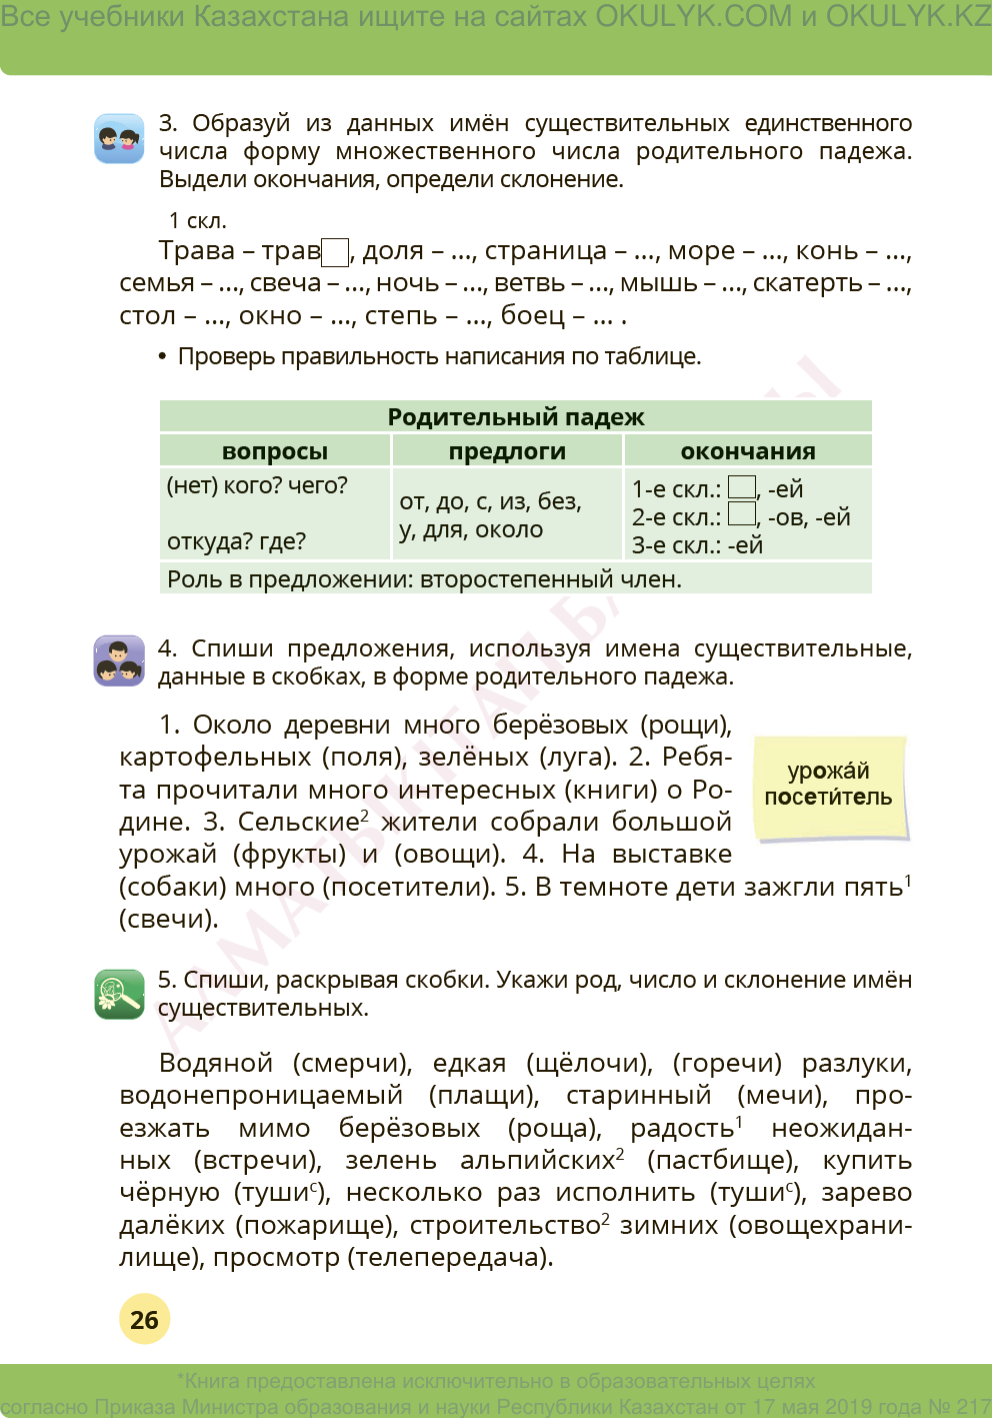 Все учебники Казахстана ищите на сайтах OKULYK.COM и OKULYK.KZ
3. Образуй из данных имён существительных единственного
числа форму множественного числа родительного падежа.
Выдели окончания, определи склонение.
1 скл.
Трава – трав□, доля – ..., страница – ..., море – ..., конь – ...,
семья – ..., свеча – ..., ночь – ..., ветвь – ..., мышь – ..., скатерть – ...,
стол – ..., окно – ..., степь – ..., боец – ... .
• Проверь правильность написания по таблице.
Родительный падеж
вопросы предлоги окончания
(нет) кого? чего?
откуда? где?
от, до, с, из, без,
у, для, около
1-е скл.: □, -ей
2-е скл.: □, -ов, -ей
3-е скл.: -ей
Роль в предложении: второстепенный член.
4. Спиши предложения, используя имена существительные,
данные в скобках, в форме родительного падежа.
1. Около деревни много берёзовых (рощи),
картофельных (поля), зелёных (луга). 2. Ребя-
та прочитали много интересных (книги) о Ро-
дине. 3. Сельские² жители собрали большой
урожай (фрукты) и (овощи). 4. На выставке
(собаки) много (посетители). 5. В темноте дети зажгли пять¹
(свечи).
урожа́й
посети́тель
5. Спиши, раскрывая скобки. Укажи род, число и склонение имён
существительных.
Водяной (смерчи), едкая (щёлочи), (горечи) разлуки,
водонепроницаемый (плащи), старинный (мечи), про-
езжать мимо берёзовых (роща), радость¹ неожидан-
ных (встречи), зелень альпийских² (пастбище), купить
чёрную (тушиᶜ), несколько раз исполнить (тушиᶜ), зарево
далёких (пожарище), строительство² зимних (овощехрани-
лище), просмотр (телепередача).
26
*Книга предоставлена исключительно в образовательных целях
согласно Приказа Министра образования и науки Республики Казахстан от 17 мая 2019 года № 217